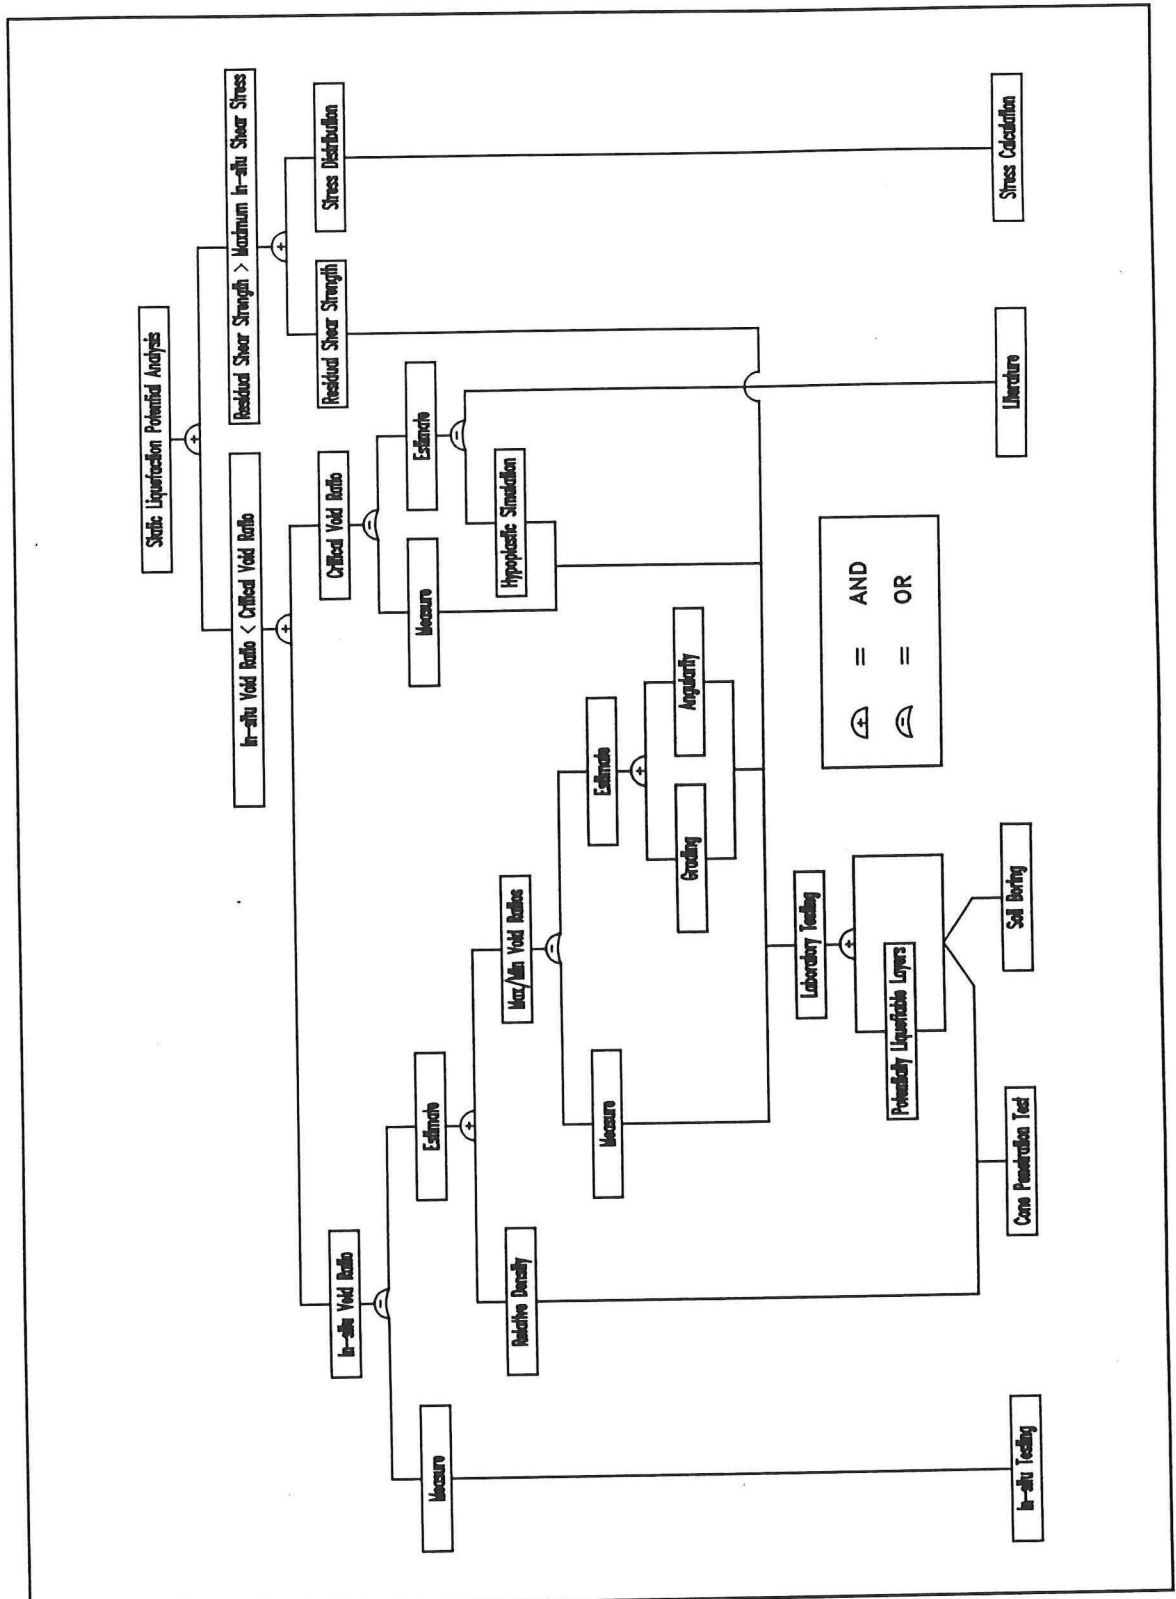 Static Liquefaction Potential Analysis
In-situ Void Ratio < Critical Void Ratio
Residual Shear Strength > Maximum In-situ Shear Stress
In-situ Void Ratio
Critical Void Ratio
Residual Shear Strength
Stress Distribution
Measure
Estimate
Measure
Estimate
Relative Density
Max/Min Void Ratios
Hypoplastic Simulation
Measure
Estimate
Grading
Angularity
Laboratory Testing
Potentially Liquefiable Layers
+ = AND
- = OR
In-situ Testing
Cone Penetration Test
Soil Boring
Literature
Stress Calculation